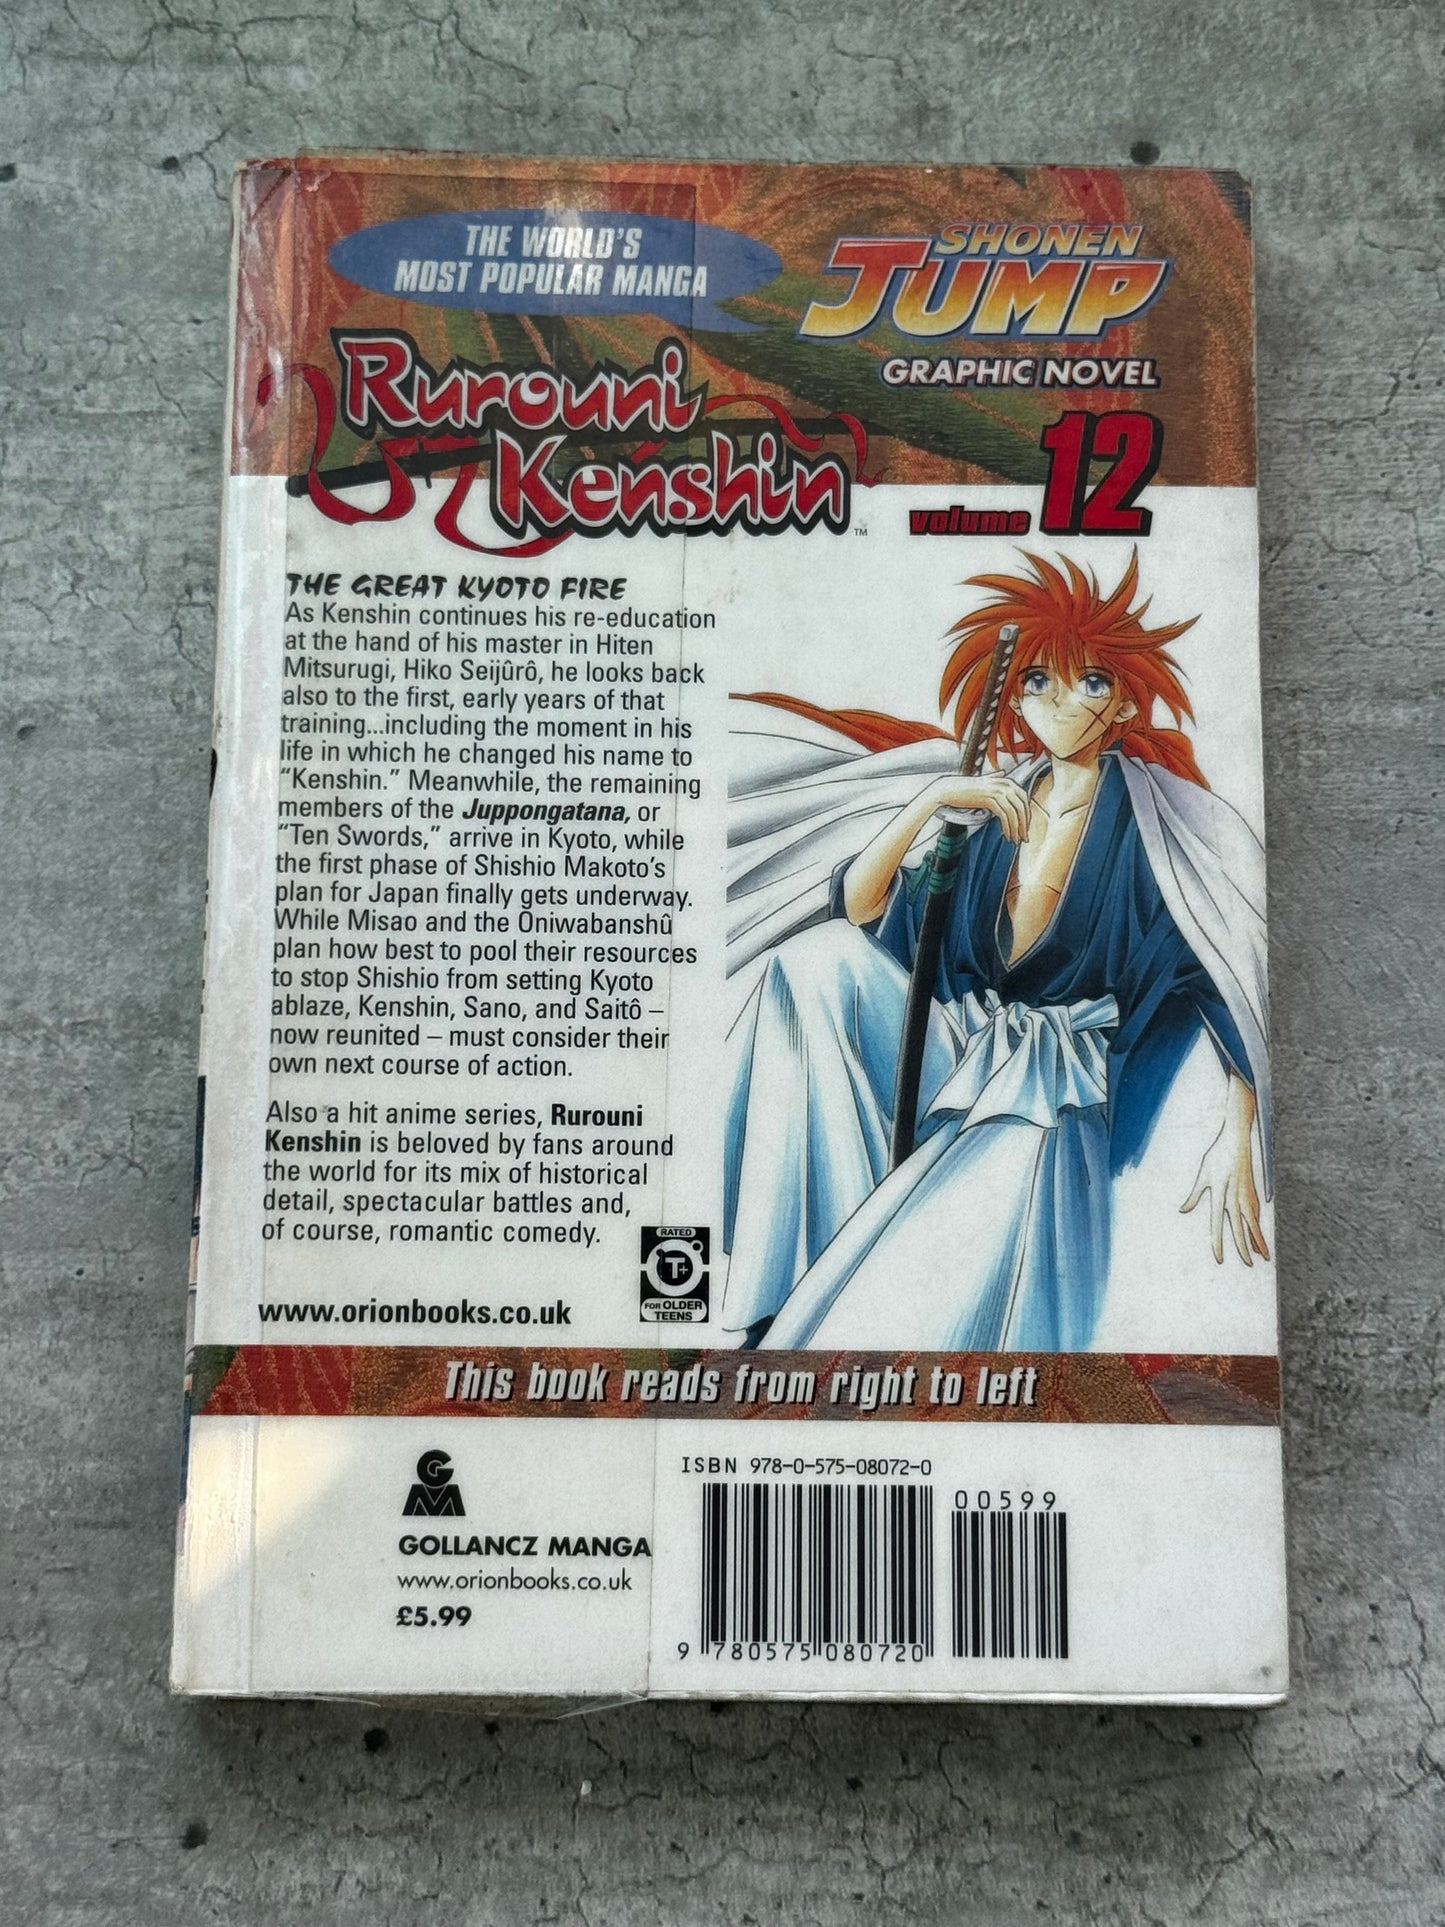 THE WORLD'S
MOST POPULAR MANGA
SHONEN
JUMP
GRAPHIC NOVEL
Rurouni
Kenshin
™
volume 12
THE GREAT KYOTO FIRE
As Kenshin continues his re-education
at the hand of his master in Hiten
Mitsurugi, Hiko Seijûrô, he looks back
also to the first, early years of that
training...including the moment in his
life in which he changed his name to
“Kenshin.” Meanwhile, the remaining
members of the Juppongatana, or
“Ten Swords,” arrive in Kyoto, while
the first phase of Shishio Makoto’s
plan for Japan finally gets underway.
While Misao and the Oniwabanshû
plan how best to pool their resources
to stop Shishio from setting Kyoto
ablaze, Kenshin, Sano, and Saitô –
now reunited – must consider their
own next course of action.
Also a hit anime series, Rurouni
Kenshin is beloved by fans around
the world for its mix of historical
detail, spectacular battles and,
of course, romantic comedy.
RATED
T+
FOR OLDER
TEENS
www.orionbooks.co.uk
This book reads from right to left
GM
GOLLANCZ MANGA
www.orionbooks.co.uk
£5.99
ISBN 978-0-575-08072-0
00599
9 780575 080720